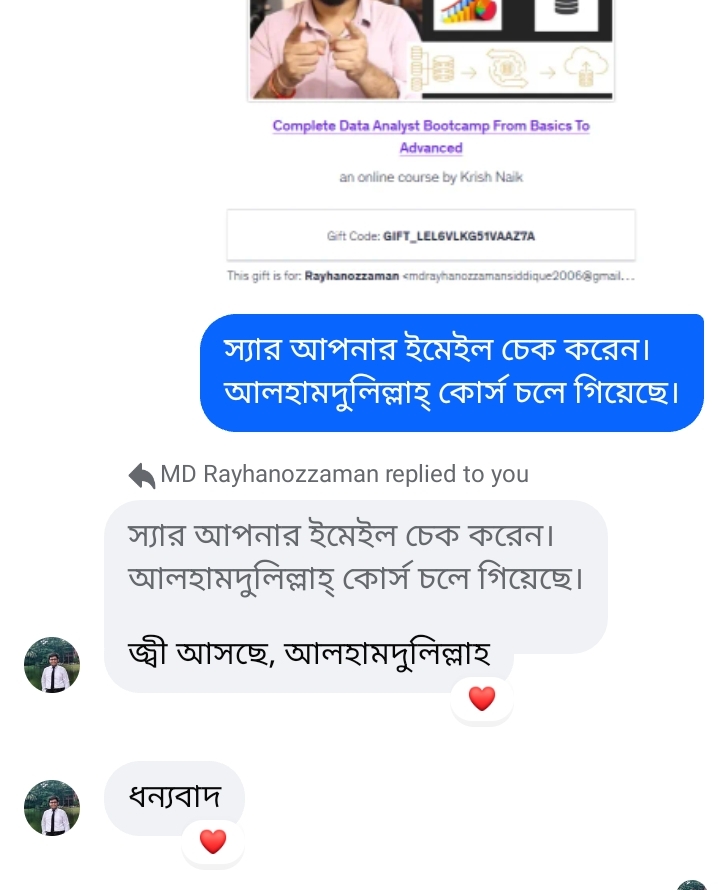 Complete Data Analyst Bootcamp From Basics To
Advanced
an online course by Krish Naik
Gift Code: GIFT_LEL6VLKG51VAAZ7A
This gift is for: Rayhanozzaman <mdrayhanozzamansiddique2006@gmail...
স্যার আপনার ইমেইল চেক করেন।
আলহামদুলিল্লাহ্ কোর্স চলে গিয়েছে।
MD Rayhanozzaman replied to you
স্যার আপনার ইমেইল চেক করেন।
আলহামদুলিল্লাহ্ কোর্স চলে গিয়েছে।
জ্বী আসছে, আলহামদুলিল্লাহ
ধন্যবাদ